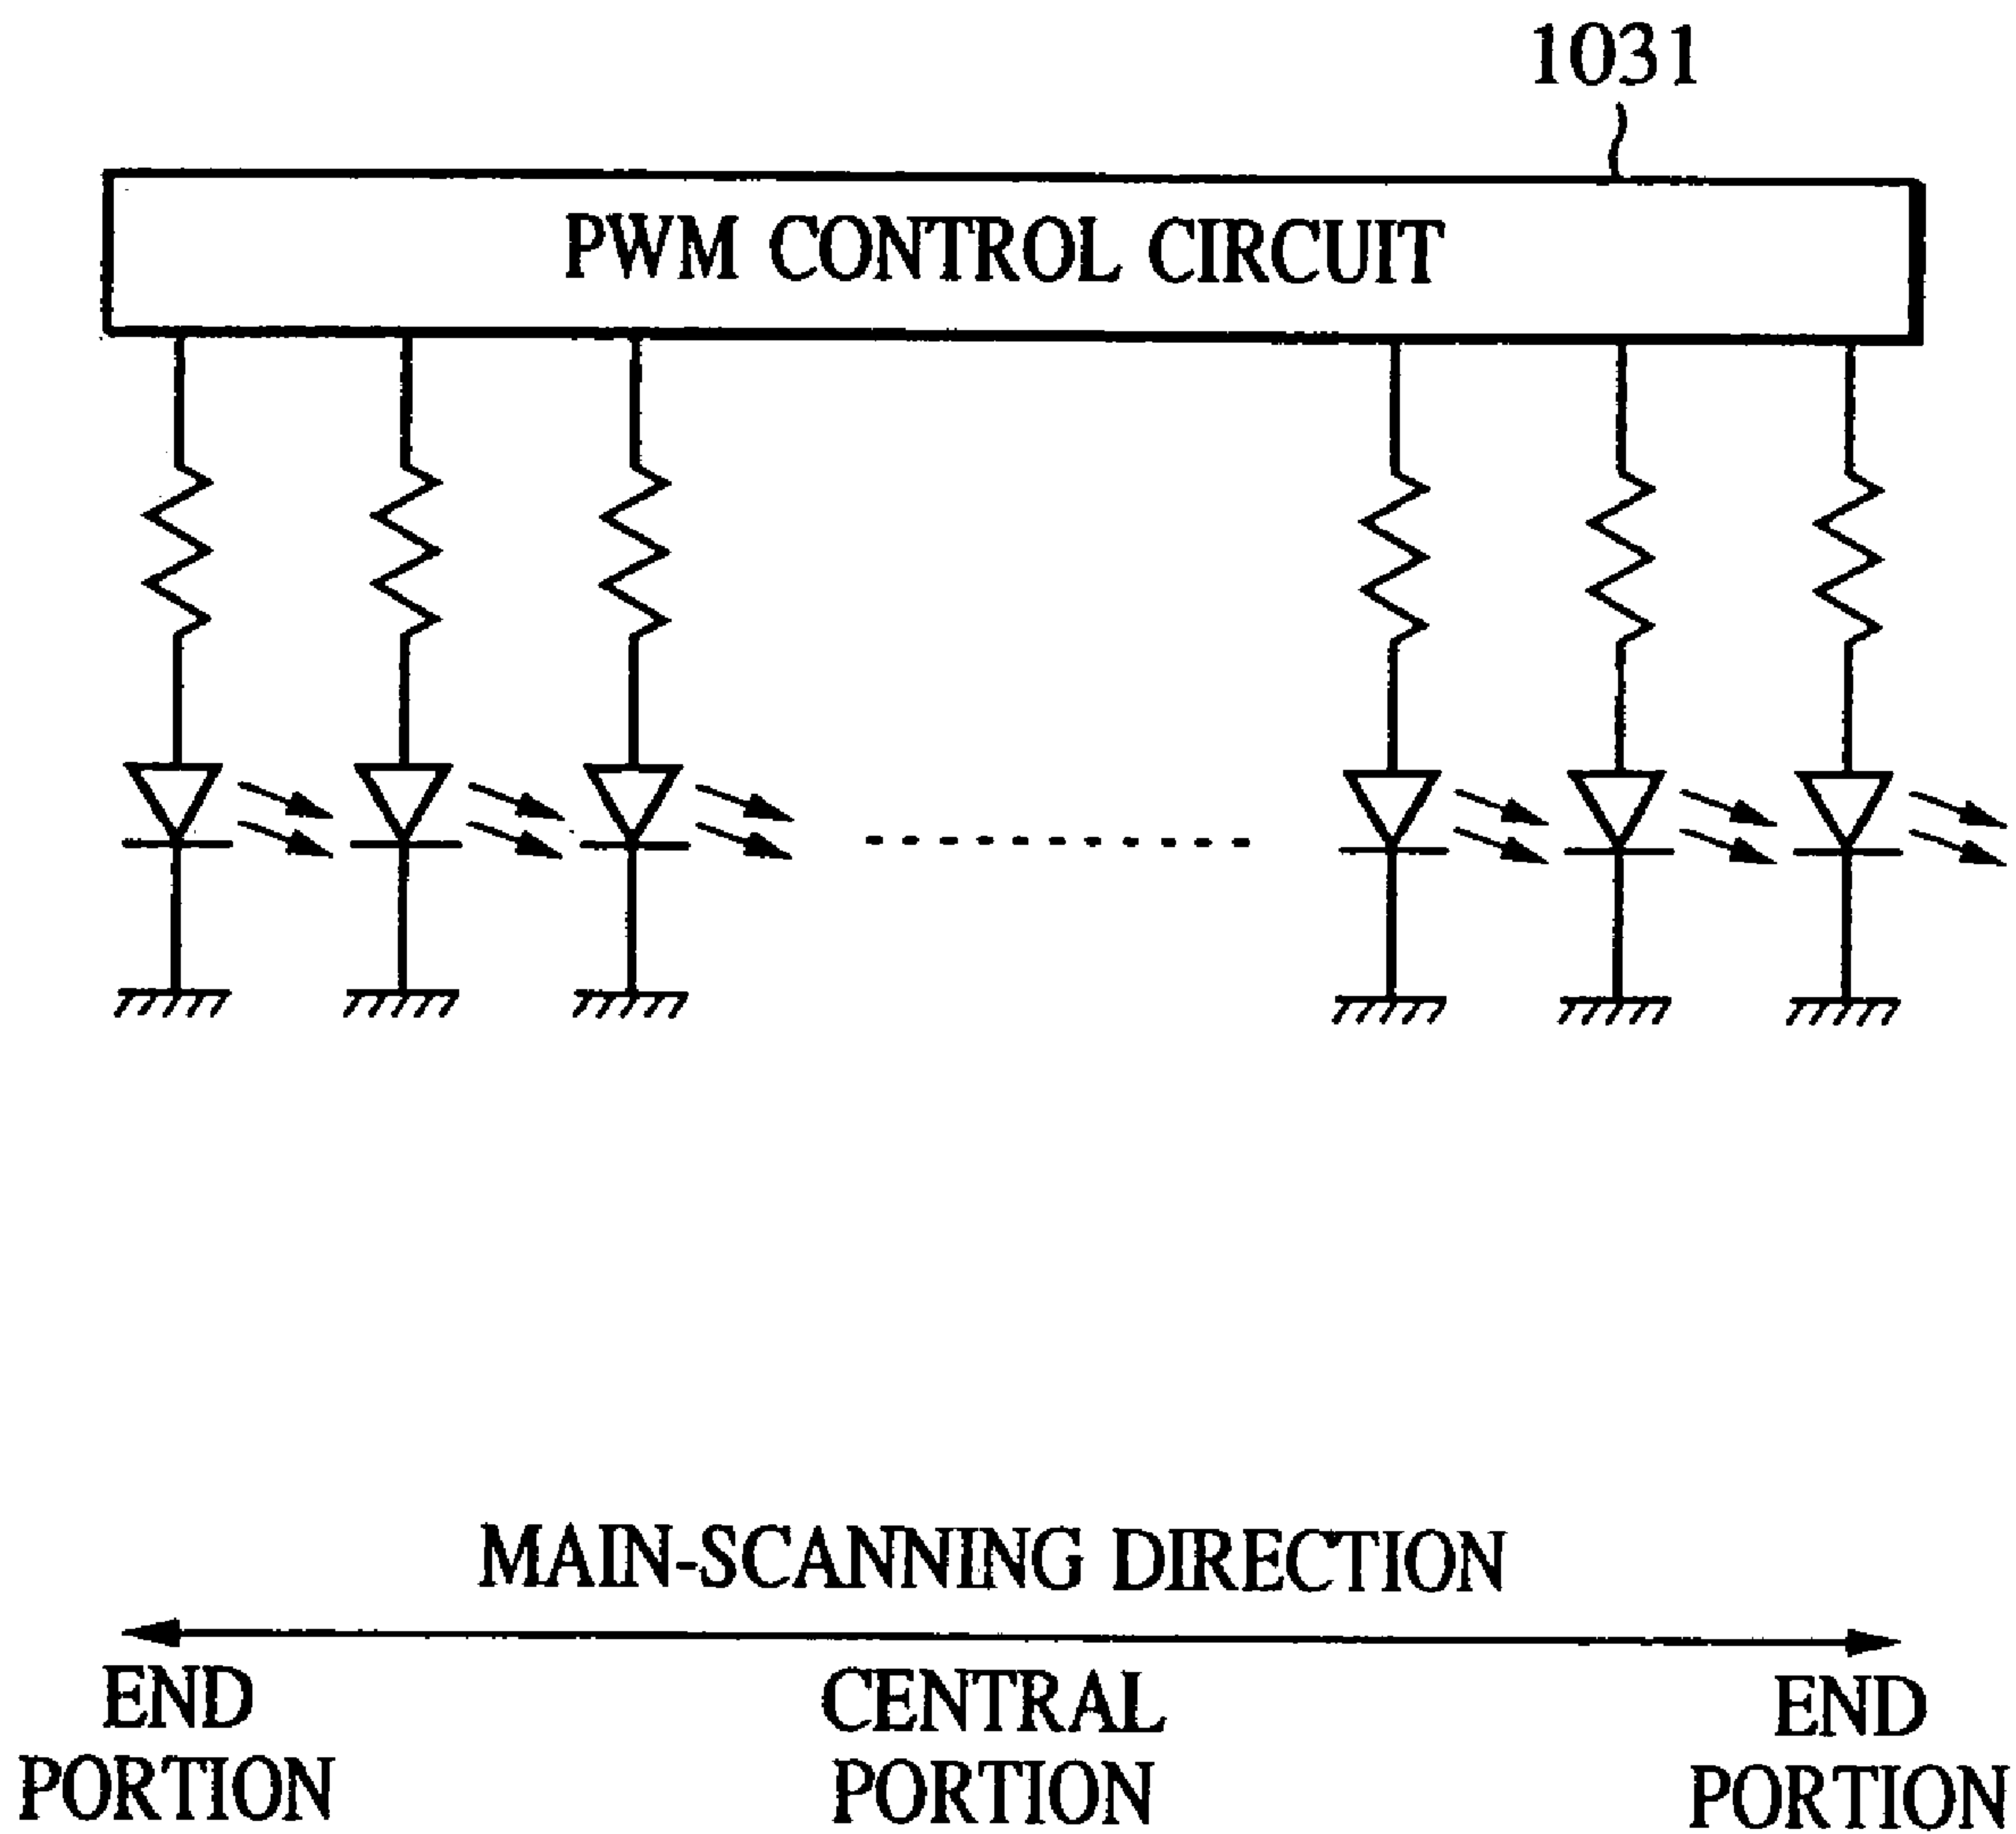 1031
PWM CONTROL CIRCUIT
MAIN-SCANNING DIRECTION
END
PORTION
CENTRAL
PORTION
END
PORTION